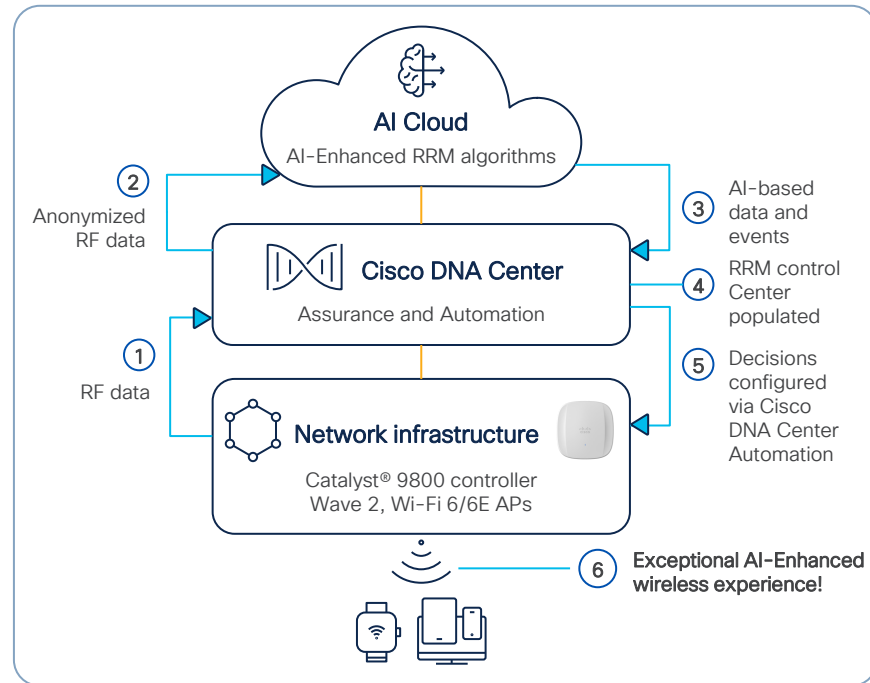 AI Cloud
AI-Enhanced RRM algorithms
2
Anonymized
RF data
3
AI-based
data and
events
Cisco DNA Center
Assurance and Automation
4
RRM control
Center
populated
1
RF data
5
Decisions
configured
via Cisco
DNA Center
Automation
Network infrastructure
Catalyst® 9800 controller
Wave 2, Wi-Fi 6/6E APs
6
Exceptional AI-Enhanced
wireless experience!